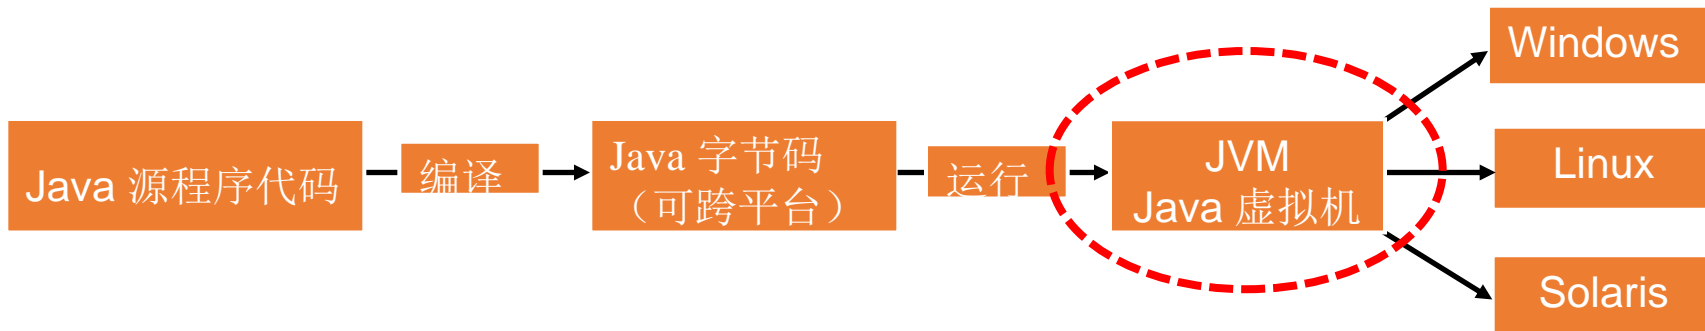 Java 源程序代码
编译
Java 字节码
（可跨平台）
运行
JVM
Java 虚拟机
Windows
Linux
Solaris